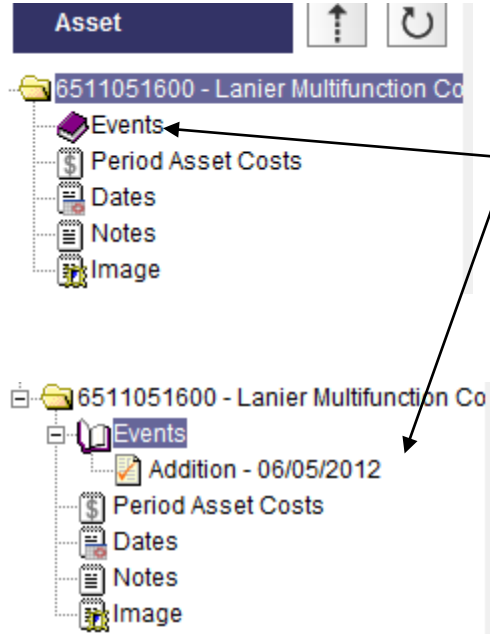 Asset
6511051600 - Lanier Multifunction Co
Events
Period Asset Costs
Dates
Notes
Image
6511051600 - Lanier Multifunction Co
Events
Addition - 06/05/2012
Period Asset Costs
Dates
Notes
Image